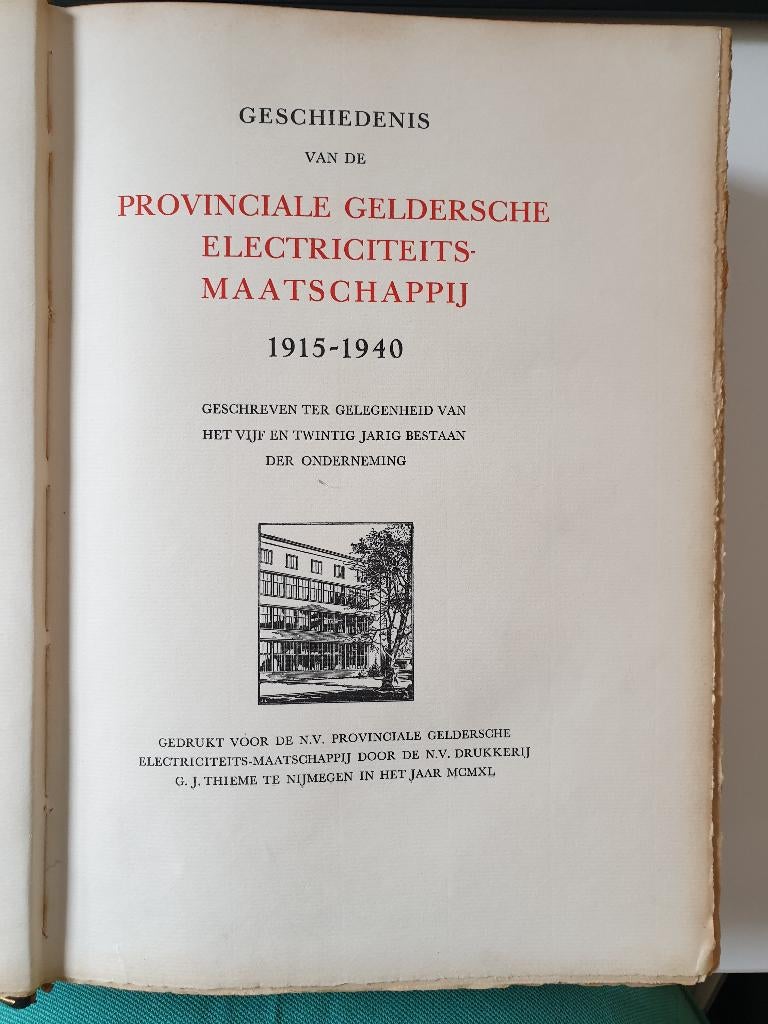 GESCHIEDENIS
VAN DE
PROVINCIALE GELDERSCHE
ELECTRICITEITS-
MAATSCHAPPIJ
1915-1940
GESCHREVEN TER GELEGENHEID VAN
HET VIJF EN TWINTIG JARIG BESTAAN
DER ONDERNEMING
GEDRUKT VOOR DE N.V. PROVINCIALE GELDERSCHE
ELECTRICITEITS-MAATSCHAPPIJ DOOR DE N.V. DRUKKERIJ
G. J. THIEME TE NIJMEGEN IN HET JAAR MCMXL